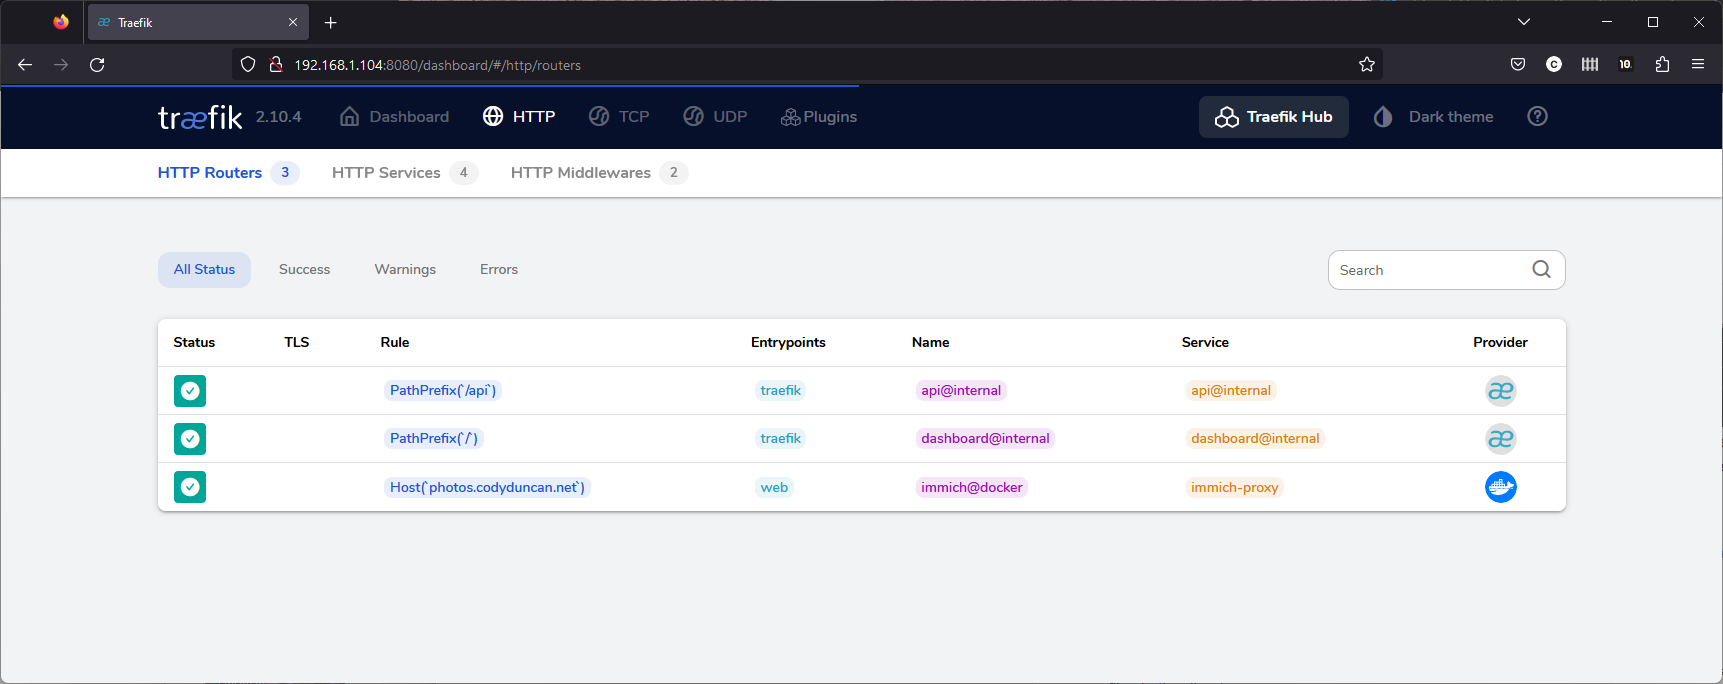 Traefik
192.168.1.104:8080/dashboard/#/http/routers
træfik 2.10.4 Dashboard HTTP TCP UDP Plugins Traefik Hub Dark theme
HTTP Routers 3 HTTP Services 4 HTTP Middlewares 2
All Status Success Warnings Errors Search
Status TLS Rule Entrypoints Name Service Provider
PathPrefix(`/api`) traefik api@internal api@internal
PathPrefix(`/`) traefik dashboard@internal dashboard@internal
Host(`photos.codyduncan.net`) web immich@docker immich-proxy